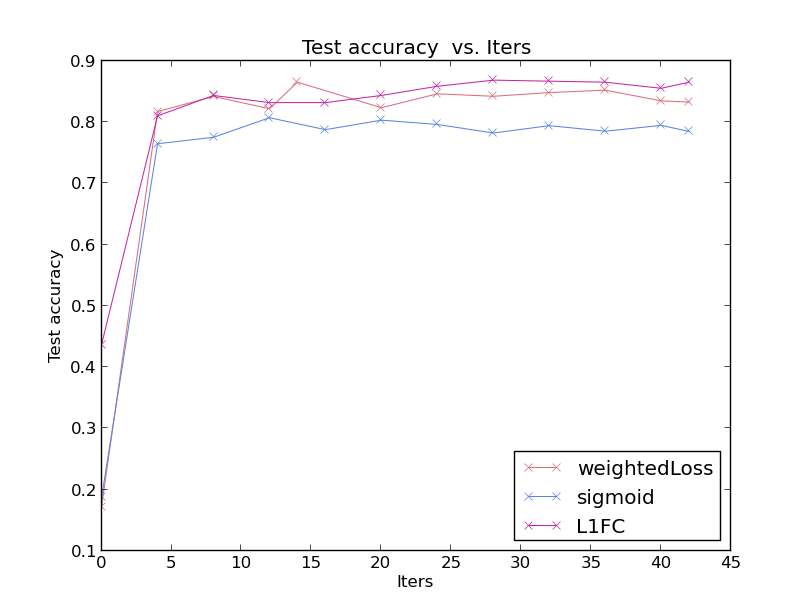 Test accuracy  vs. Iters
0.9
0.8
0.7
0.6
0.5
0.4
0.3
0.2
0.1
Test accuracy
0 5 10 15 20 25 30 35 40 45
Iters
weightedLoss
sigmoid
L1FC